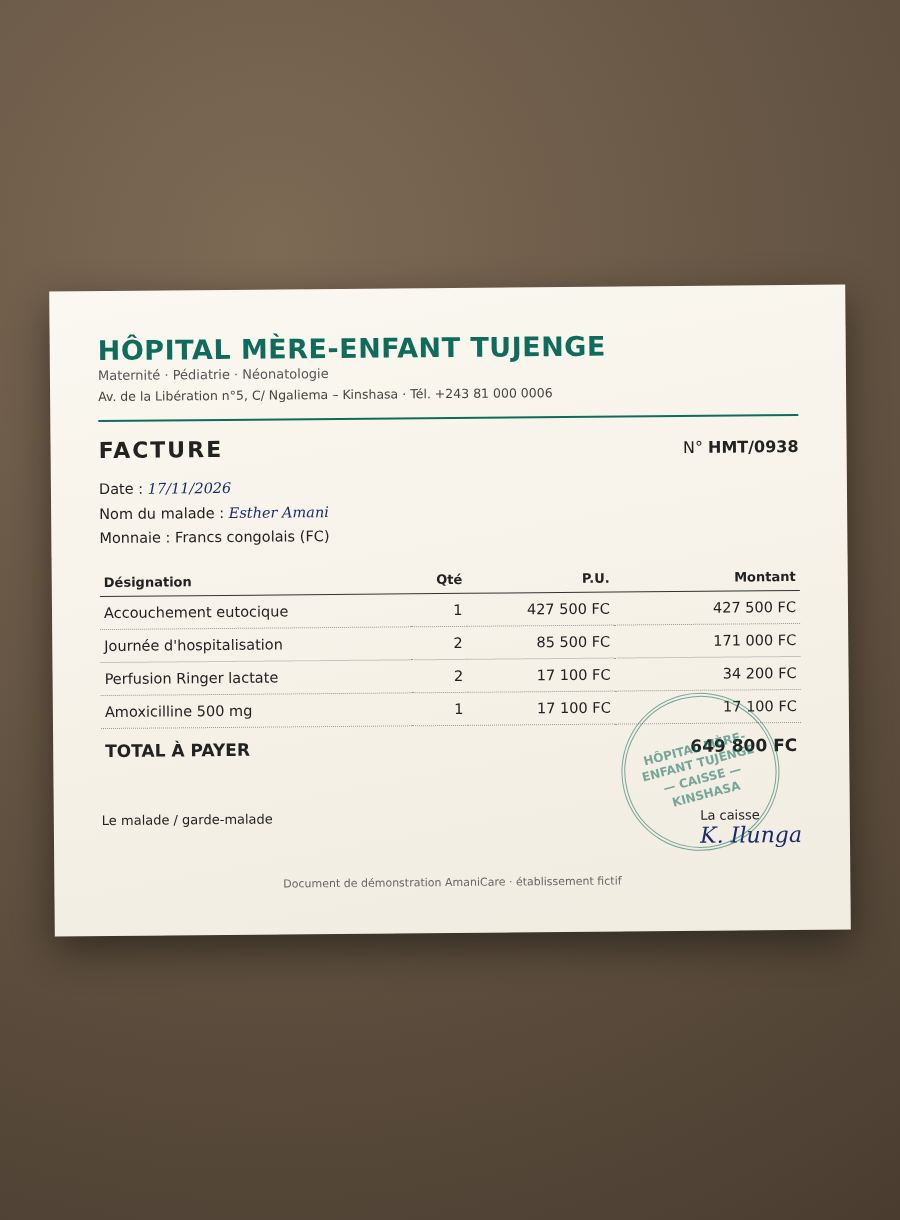 HÔPITAL MÈRE-ENFANT TUJENGE
Maternité · Pédiatrie · Néonatologie
Av. de la Libération n°5, C/ Ngaliema – Kinshasa · Tél. +243 81 000 0006
FACTURE N° HMT/0938
Date : 17/11/2026
Nom du malade : Esther Amani
Monnaie : Francs congolais (FC)
Désignation Qté P.U. Montant
Accouchement eutocique 1 427 500 FC 427 500 FC
Journée d'hospitalisation 2 85 500 FC 171 000 FC
Perfusion Ringer lactate 2 17 100 FC 34 200 FC
Amoxicilline 500 mg 1 17 100 FC 17 100 FC
TOTAL À PAYER 649 800 FC
HÔPITAL MÈRE-
ENFANT TUJENGE
— CAISSE —
KINSHASA
Le malade / garde-malade La caisse
K. Ilunga
Document de démonstration AmaniCare · établissement fictif